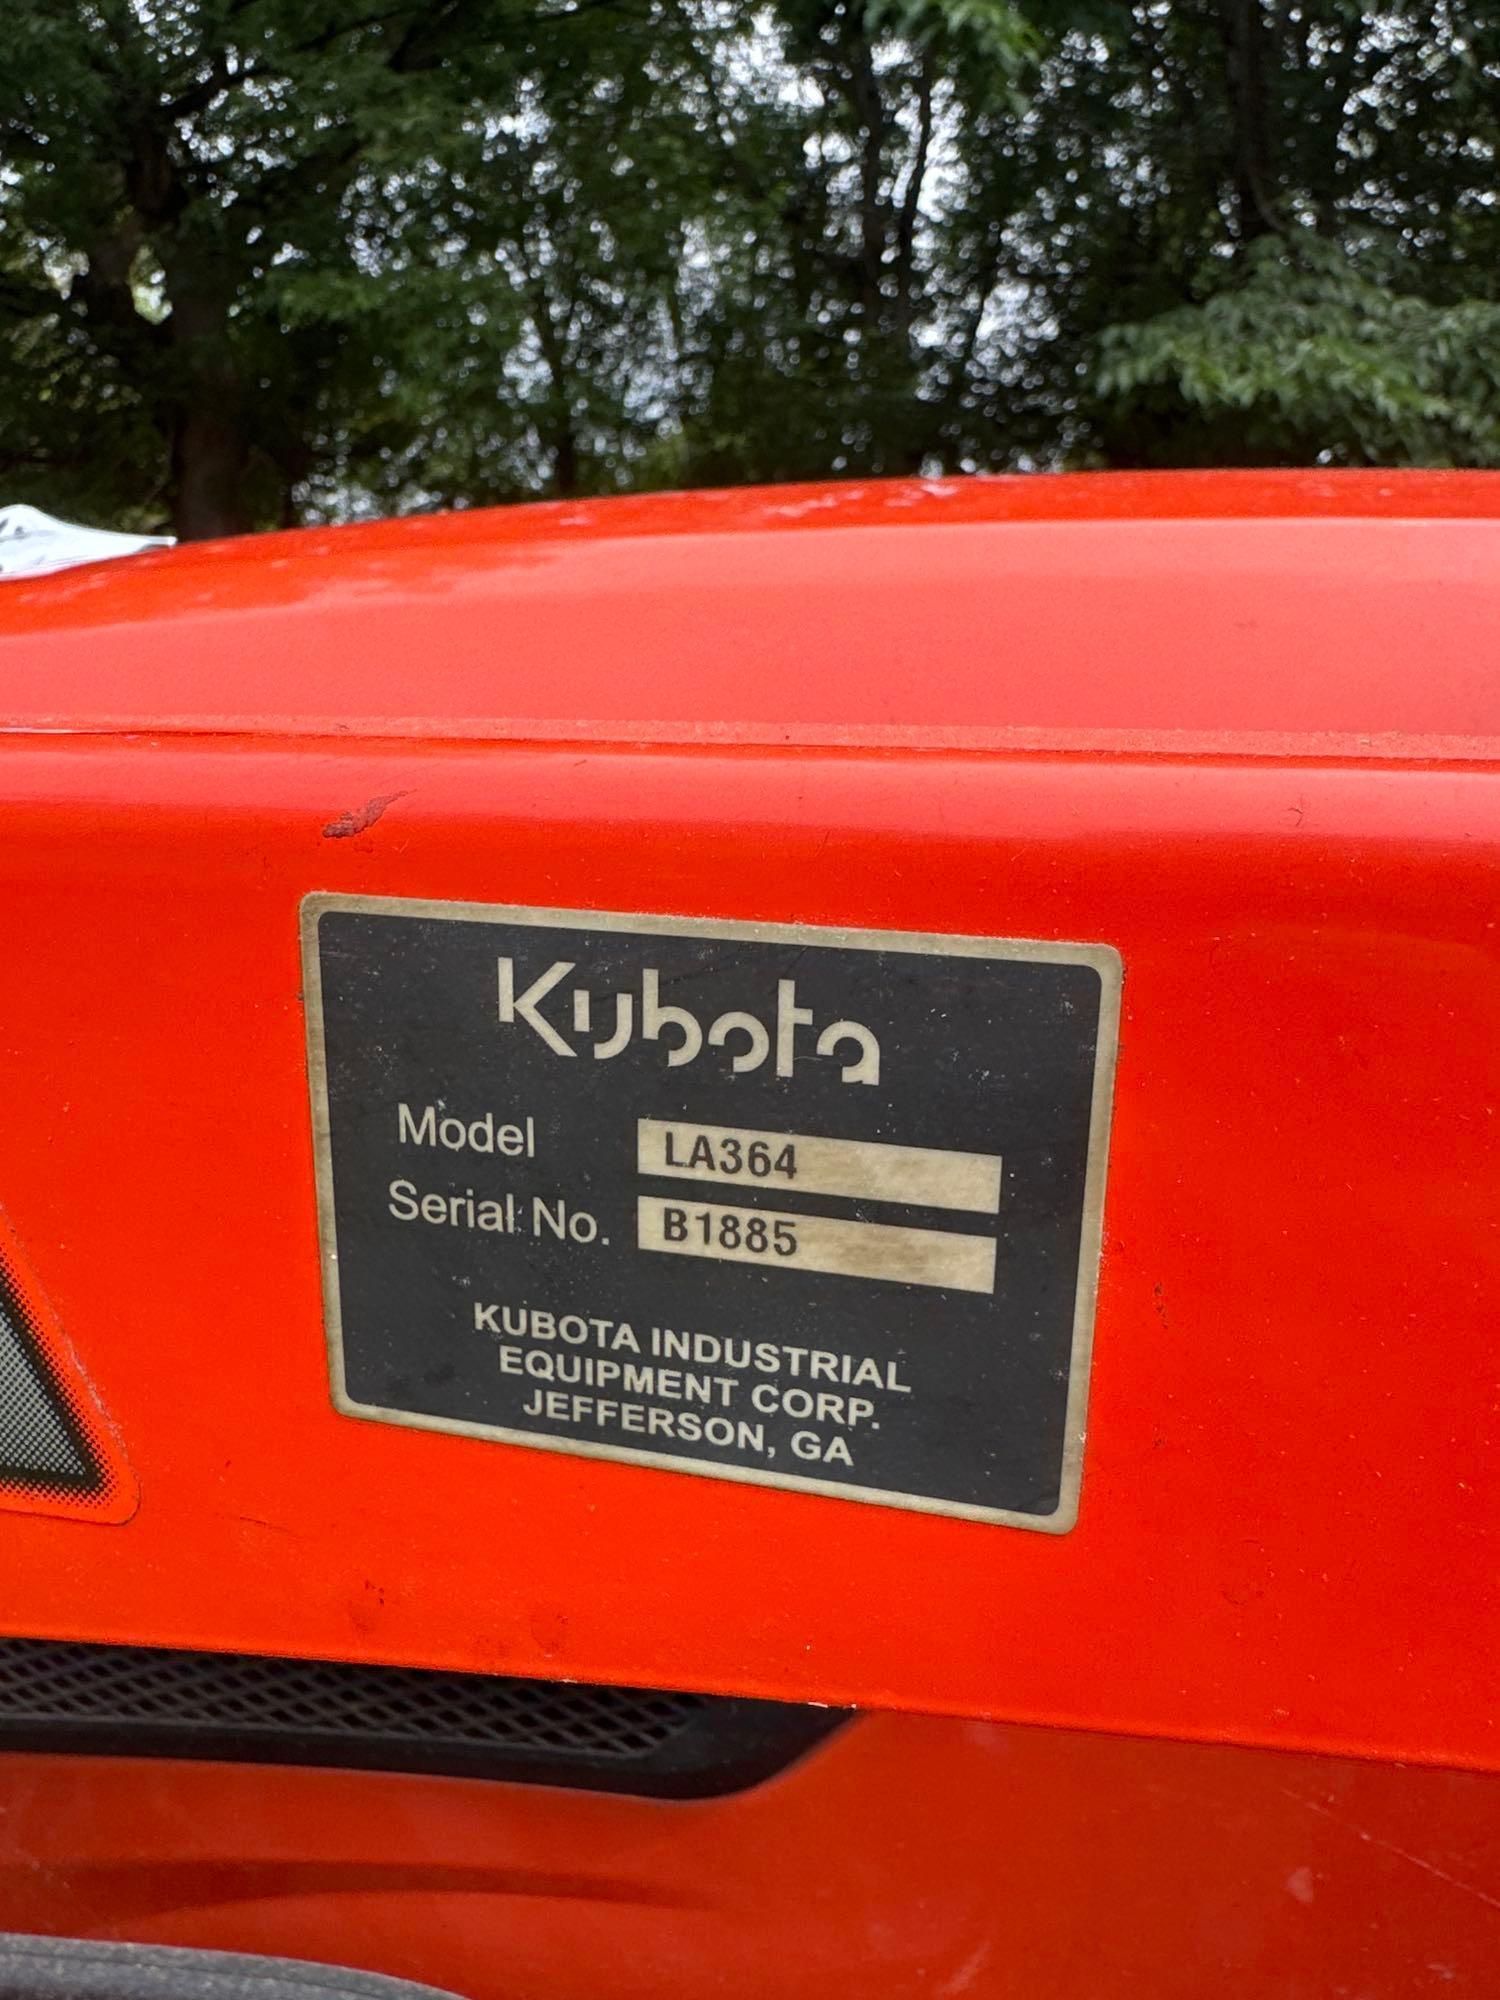 Kubota
Model LA364
Serial No. B1885
KUBOTA INDUSTRIAL
EQUIPMENT CORP.
JEFFERSON, GA